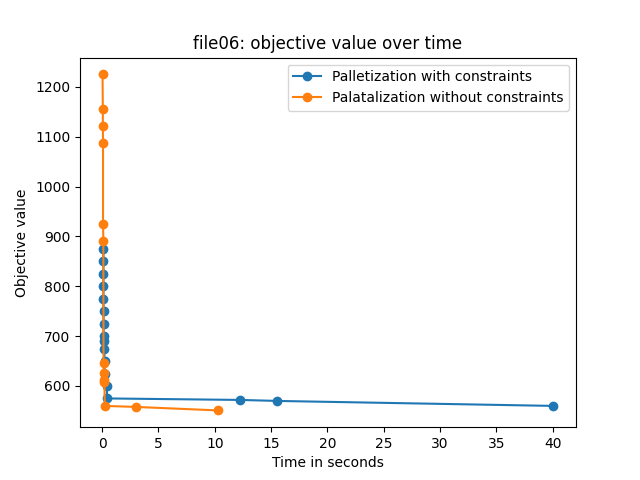 file06: objective value over time
Palletization with constraints
Palatalization without constraints
Objective value
1200
1100
1000
900
800
700
600
0 5 10 15 20 25 30 35 40
Time in seconds